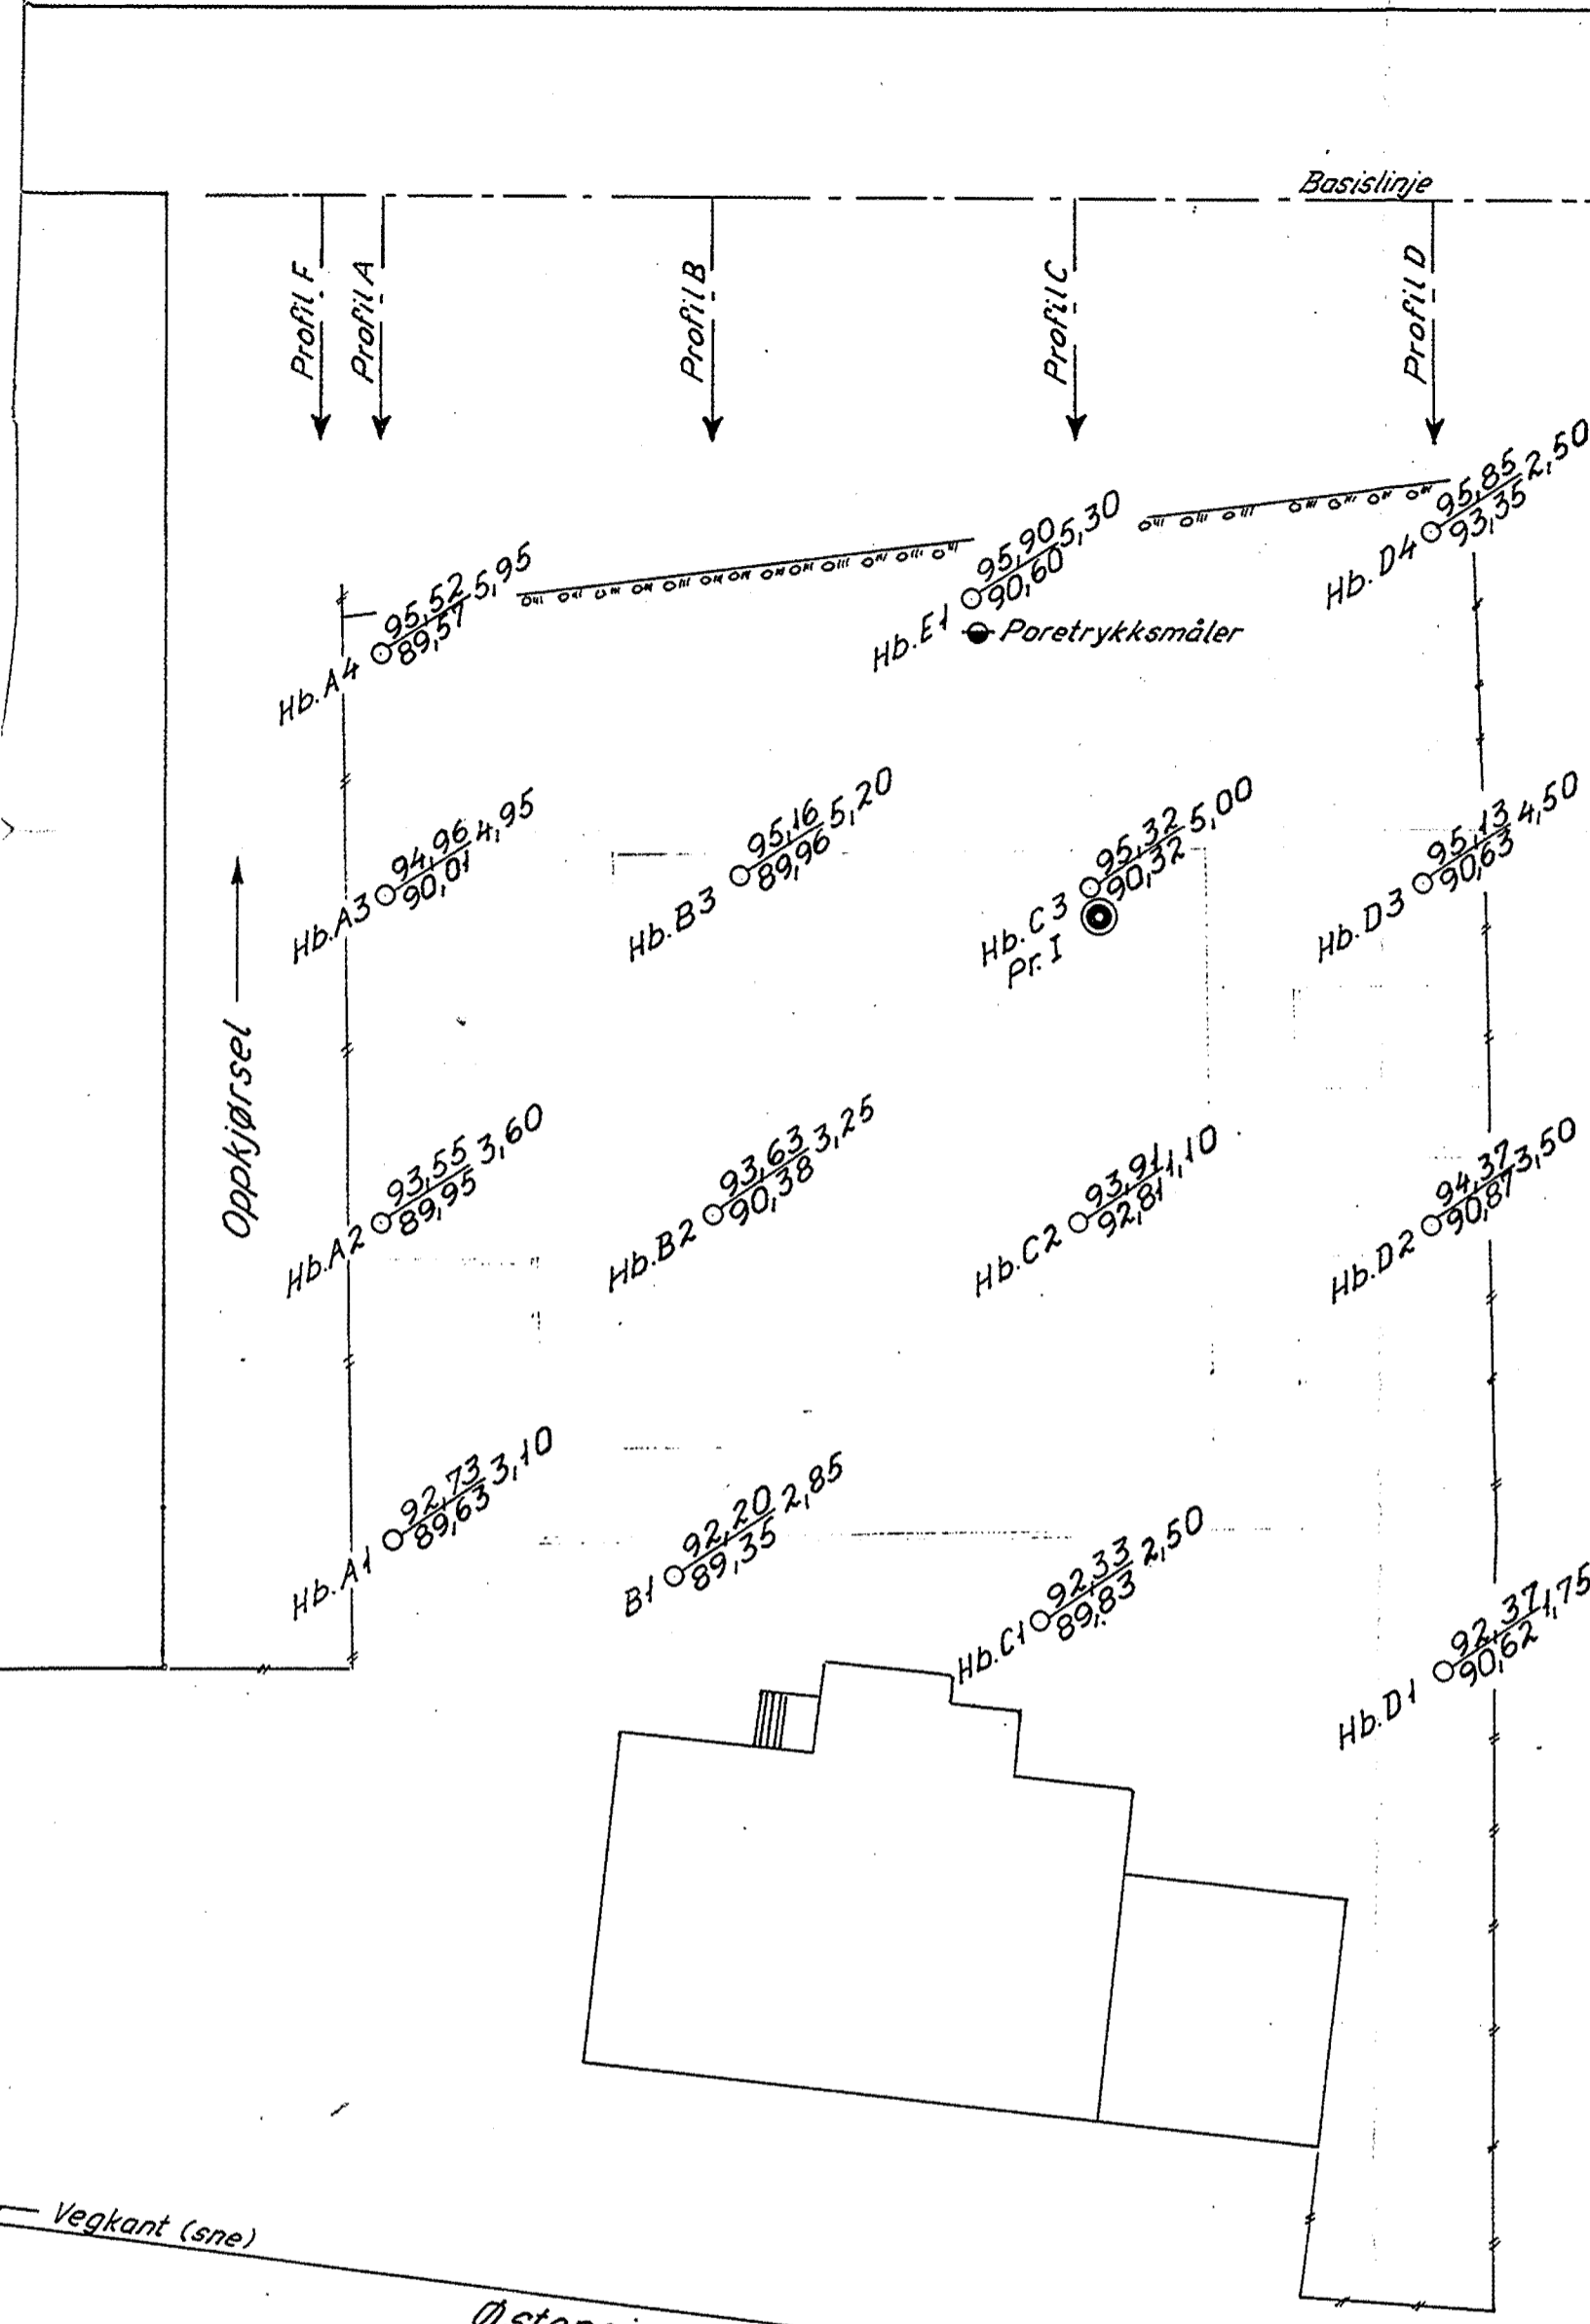 Basislinje
Profil F
Profil A
Profil B
Profil C
Profil D
Hb. A4 95,52 5,95
89,57
Hb. E1 95,90 5,30
90,60
Poretrykksmåler
Hb. D4 95,85 2,50
93,35
Hb. A3 94,96 4,95
90,01
Hb. B3 95,16 5,20
89,96
Hb. C3 95,32 5,00
90,32
Pr. I
Hb. D3 95,13 4,50
90,63
Oppkjørsel
Hb. A2 93,55 3,60
89,95
Hb. B2 93,63 3,25
90,38
Hb. C2 93,91 1,10
92,81
Hb. D2 94,37 3,50
90,87
Hb. A1 92,73 3,10
89,63
B1 92,20 2,85
89,35
Hb. C1 92,33 2,50
89,83
Hb. D1 92,37 1,75
90,62
Vegkant (sne)